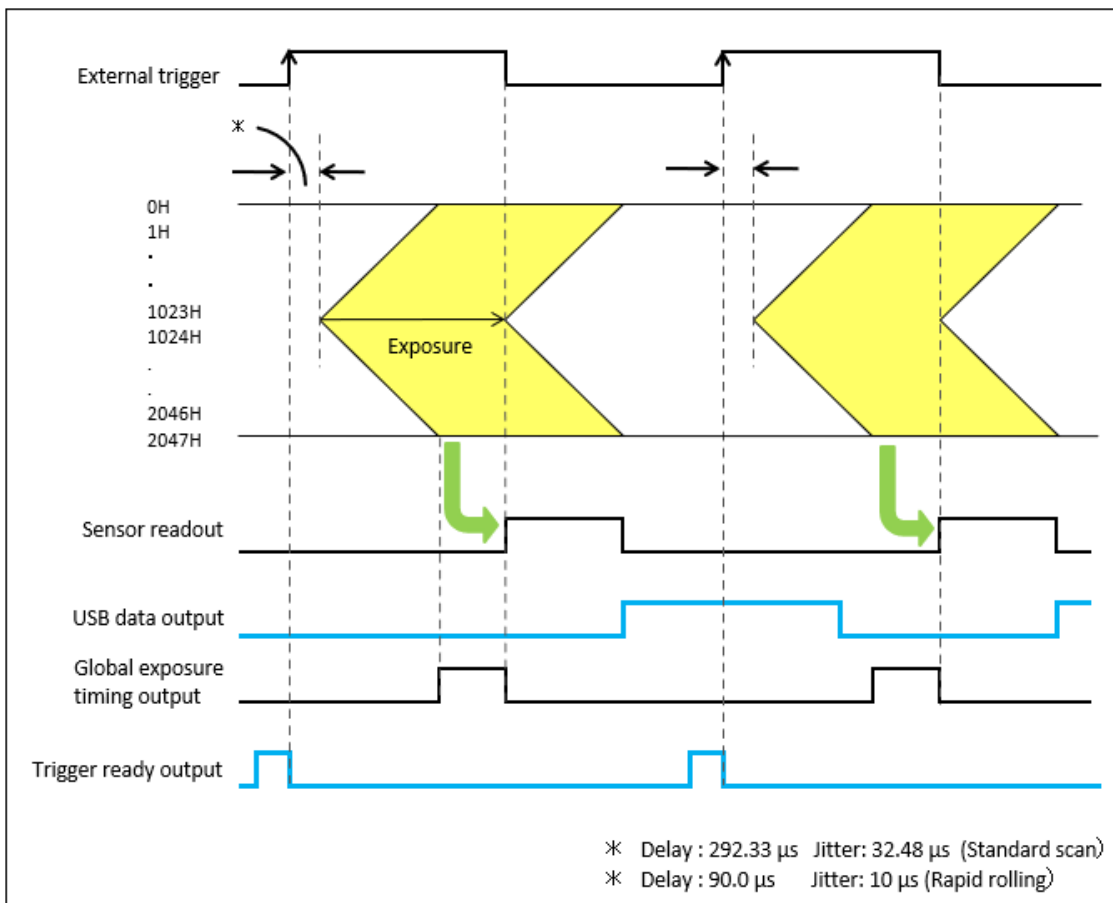 External trigger
*
0H
1H
.
.
1023H
1024H
.
.
2046H
2047H
Exposure
Sensor readout
USB data output
Global exposure
timing output
Trigger ready output
* Delay : 292.33 µs Jitter: 32.48 µs (Standard scan)
* Delay : 90.0 µs Jitter: 10 µs (Rapid rolling)